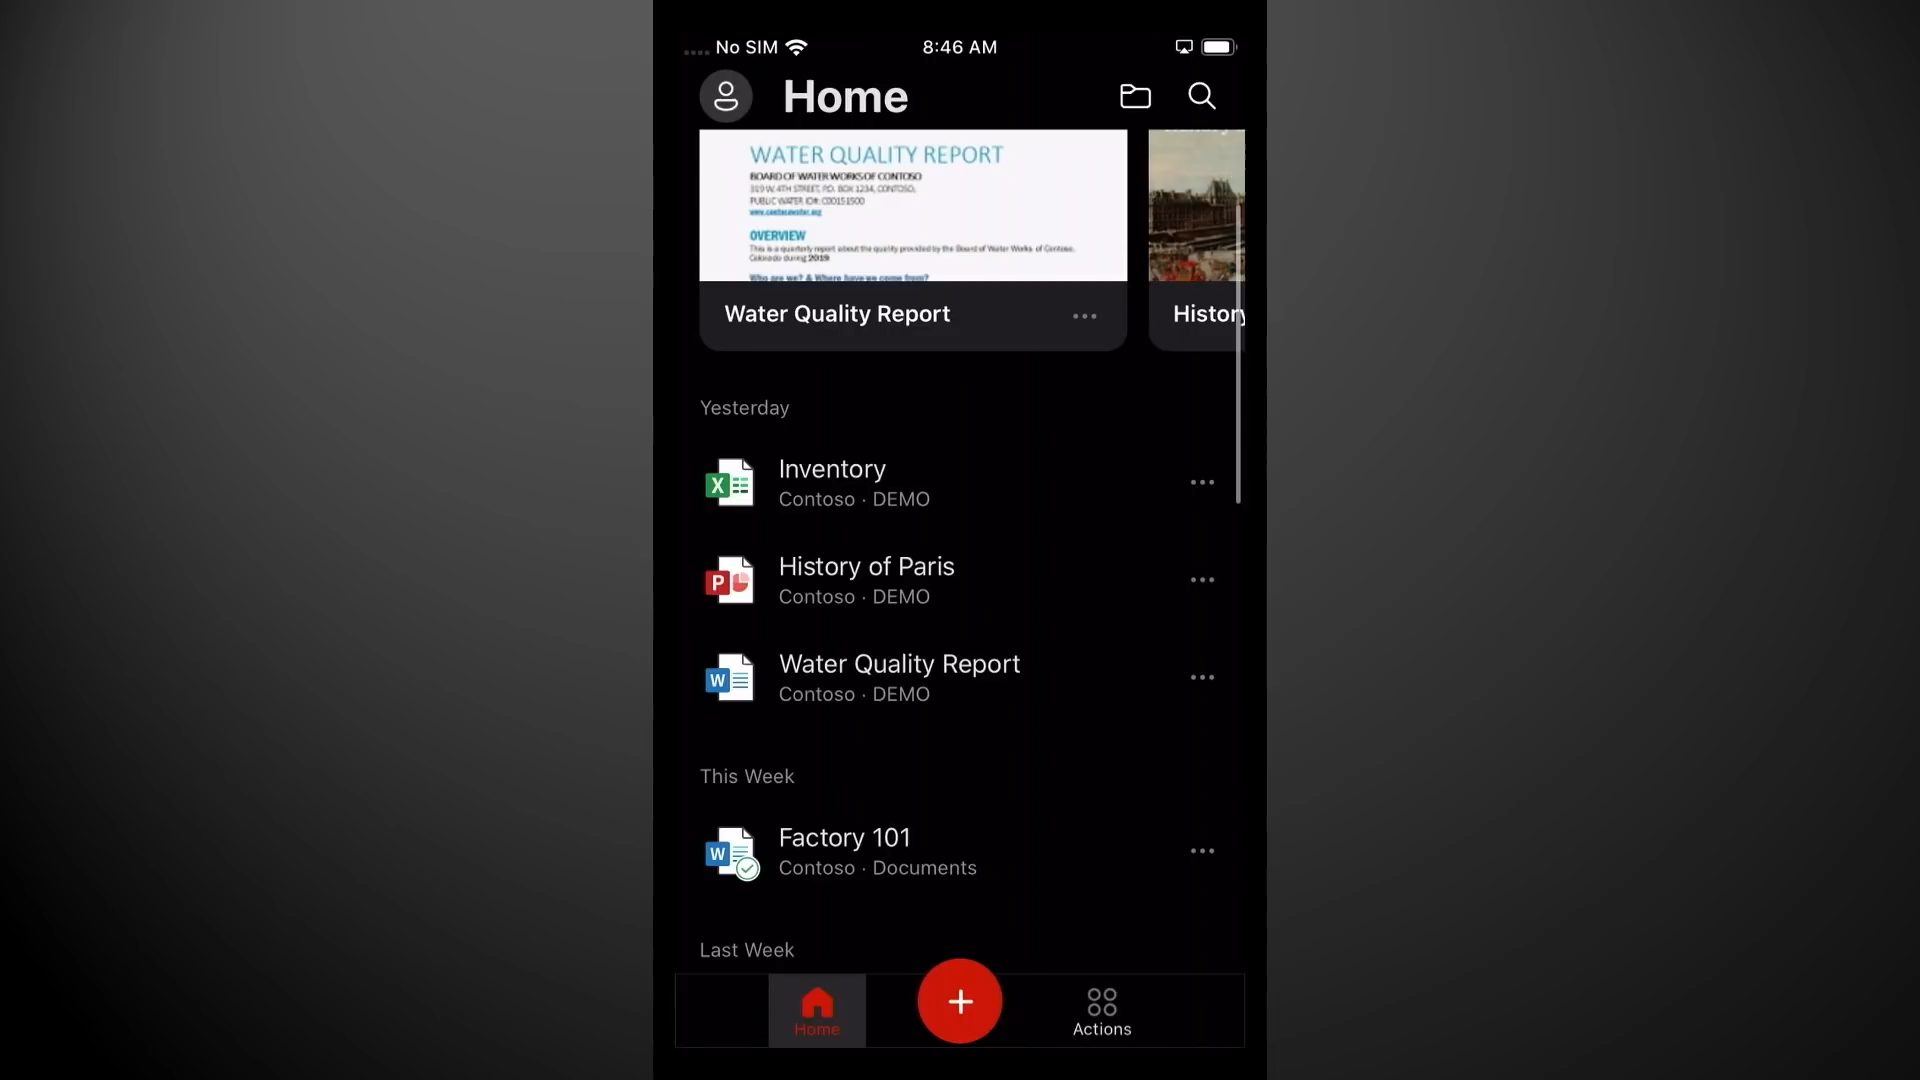 No SIM
8:46 AM
Home
WATER QUALITY REPORT
BOARD OF WATER WORKS OF CONTOSO
319 W. 4TH STREET, P.O. BOX 1234, CONTOSO,
PUBLIC WATER ID#: CO0151500
www.contosowater.org
OVERVIEW
This is a quarterly report about the quality provided by the Board of Water Works of Contoso,
Colorado during 2019
Who are we? & Where have we come from?
Water Quality Report
History
Yesterday
X
Inventory
Contoso · DEMO
P
History of Paris
Contoso · DEMO
W
Water Quality Report
Contoso · DEMO
This Week
W
Factory 101
Contoso · Documents
Last Week
Home
Actions